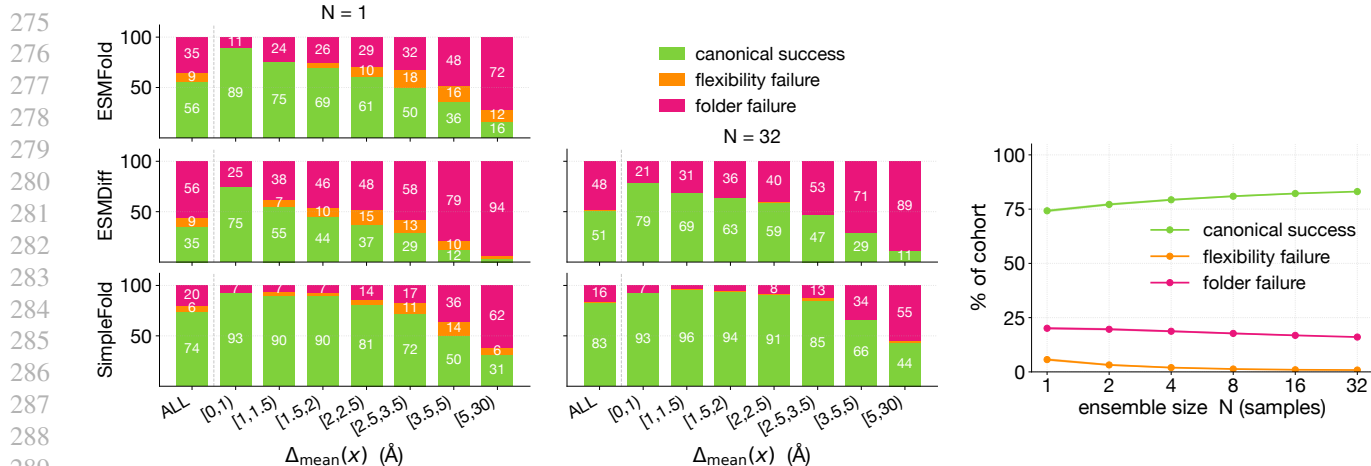 275
276
277
278
279
280
281
282
283
284
285
286
287
288
N = 1
ESMFold
100
50
35 9 56
11 89
24 75
26 69
29 10 61
32 18 50
48 16 36
72 12 16
canonical success
flexibility failure
folder failure
ESMDiff
100
50
56 9 35
25 75
38 7 55
46 10 44
48 15 37
58 13 29
79 10 12
94
N = 32
48 51
21 79
31 69
36 63
40 59
53 47
71 29
89 11
SimpleFold
100
50
20 6 74
7 93
7 90
7 90
14 81
17 11 72
36 14 50
62 6 31
16 83
7 93
96
94
8 91
13 85
34 66
55 44
ALL [0,1) [1,1.5) [1.5,2) [2,2.5) [2.5,3.5) [3.5,5) [5,30)
Δmean(x) (Å)
ALL [0,1) [1,1.5) [1.5,2) [2,2.5) [2.5,3.5) [3.5,5) [5,30)
Δmean(x) (Å)
% of cohort
100
75
50
25
0
canonical success
flexibility failure
folder failure
1 2 4 8 16 32
ensemble size N (samples)